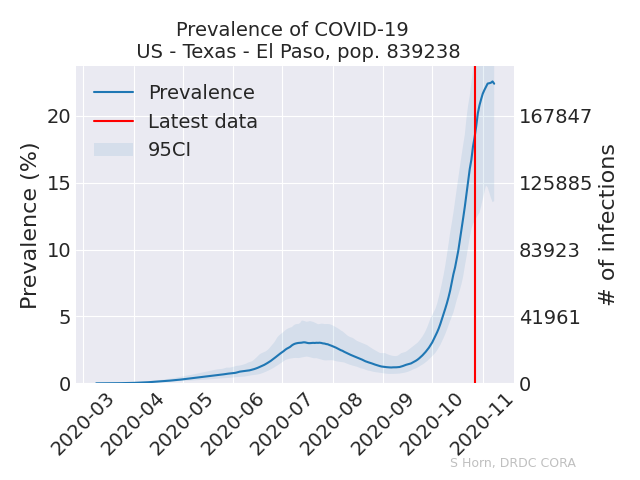 Prevalence of COVID-19
US - Texas - El Paso, pop. 839238
Prevalence
Latest data
95CI
Prevalence (%)
20
15
10
5
0
167847
125885
83923
41961
0
# of infections
2020-03
2020-04
2020-05
2020-06
2020-07
2020-08
2020-09
2020-10
2020-11
S Horn, DRDC CORA